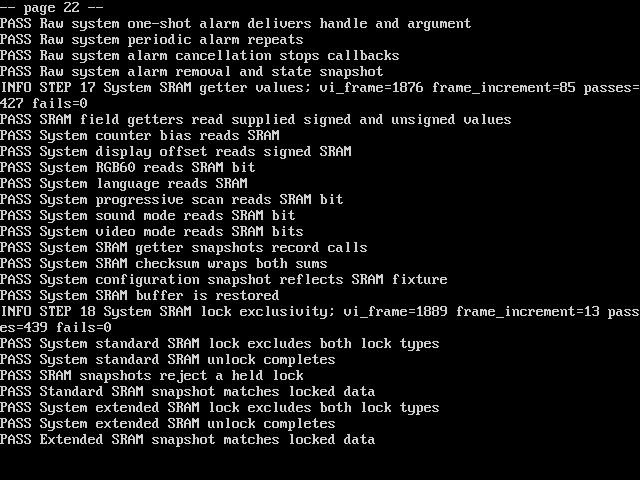 -- page 22 --
PASS Raw system one-shot alarm delivers handle and argument
PASS Raw system periodic alarm repeats
PASS Raw system alarm cancellation stops callbacks
PASS Raw system alarm removal and state snapshot
INFO STEP 17 System SRAM getter values; vi_frame=1876 frame_increment=85 passes=
427 fails=0
PASS SRAM field getters read supplied signed and unsigned values
PASS System counter bias reads SRAM
PASS System display offset reads signed SRAM
PASS System RGB60 reads SRAM bit
PASS System language reads SRAM
PASS System progressive scan reads SRAM bit
PASS System sound mode reads SRAM bit
PASS System video mode reads SRAM bits
PASS System SRAM getter snapshots record calls
PASS System SRAM checksum wraps both sums
PASS System configuration snapshot reflects SRAM fixture
PASS System SRAM buffer is restored
INFO STEP 18 System SRAM lock exclusivity; vi_frame=1889 frame_increment=13 pass
es=439 fails=0
PASS System standard SRAM lock excludes both lock types
PASS System standard SRAM unlock completes
PASS SRAM snapshots reject a held lock
PASS Standard SRAM snapshot matches locked data
PASS System extended SRAM lock excludes both lock types
PASS System extended SRAM unlock completes
PASS Extended SRAM snapshot matches locked data